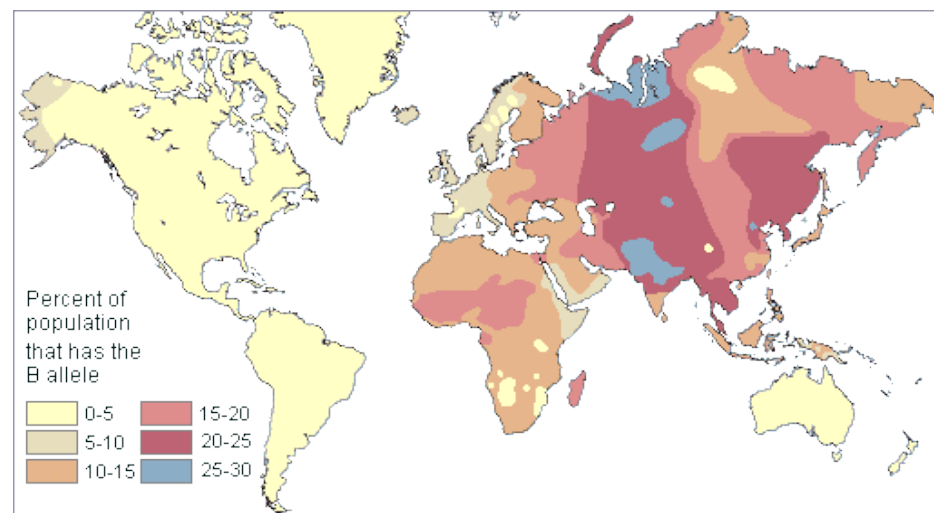 Percent of
population
that has the
B allele
0-5
15-20
5-10
20-25
10-15
25-30